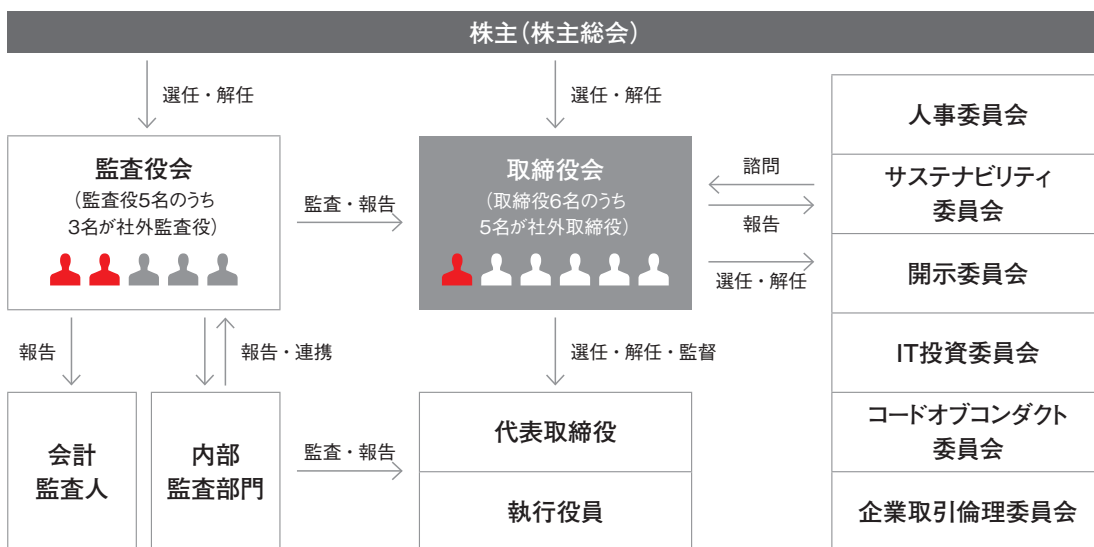 株主（株主総会）
選任・解任
選任・解任
監査役会
（監査役5名のうち
3名が社外監査役）
監査・報告
取締役会
（取締役6名のうち
5名が社外取締役）
諮問
報告
選任・解任
人事委員会
サステナビリティ
委員会
開示委員会
IT投資委員会
コードオブコンダクト
委員会
企業取引倫理委員会
報告
報告・連携
選任・解任・監督
会計
監査人
内部
監査部門
監査・報告
代表取締役
執行役員